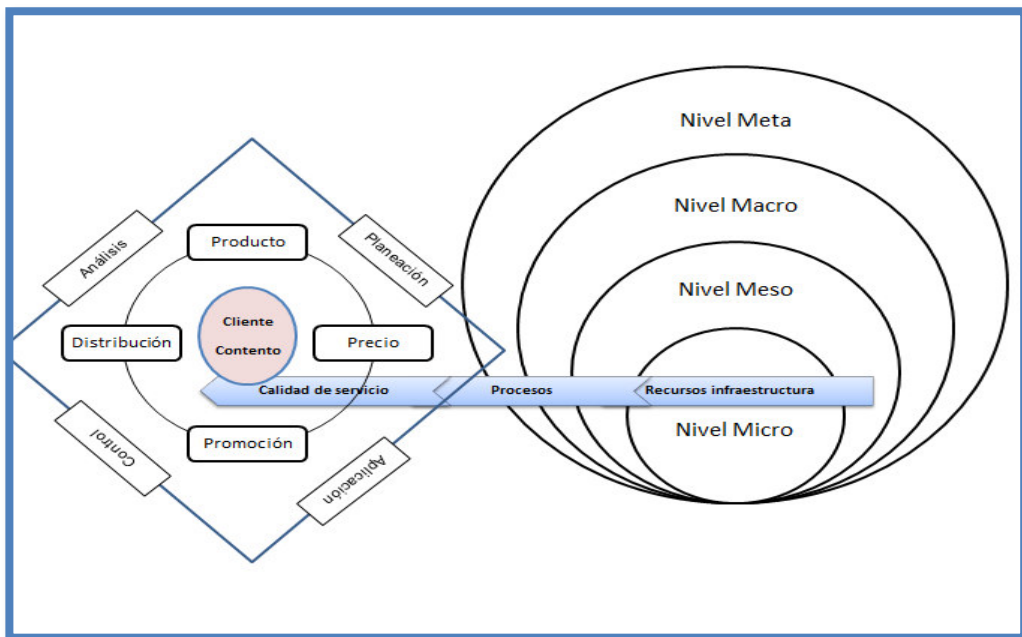 Nivel Meta
Nivel Macro
Nivel Meso
Nivel Micro
Análisis
Planeación
Producto
Cliente
Contento
Distribución
Precio
Calidad de servicio
Procesos
Recursos infraestructura
Promoción
Control
Aplicación